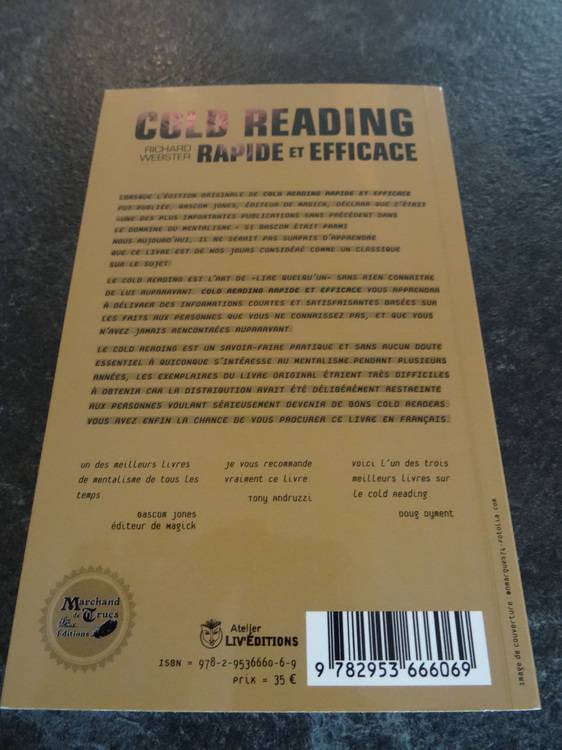 COLD READING
RICHARD
WEBSTER
RAPIDE ET EFFICACE
LORSQUE L'ÉDITION ORIGINALE DE COLD READING RAPIDE ET EFFICACE
FUT PUBLIÉE, BASCOM JONES, ÉDITEUR DE MAGICK, DÉCLARA QUE C'ÉTAIT
«UNE DES PLUS IMPORTANTES PUBLICATIONS SANS PRÉCÉDENT DANS
LE DOMAINE DU MENTALISME » SI BASCOM ÉTAIT PARMI
NOUS AUJOURD'HUI, IL NE SERAIT PAS SURPRIS D'APPRENDRE
QUE CE LIVRE EST DE NOS JOURS CONSIDÉRÉ COMME UN CLASSIQUE
SUR LE SUJET.
LE COLD READING EST L'ART DE «LIRE QUELQU'UN» SANS RIEN CONNAITRE
DE LUI AUPARAVANT. COLD READING RAPIDE ET EFFICACE VOUS APPRENDRA
À DÉLIVRER DES INFORMATIONS COURTES ET SATISFAISANTES BASÉES SUR
LES FAITS AUX PERSONNES QUE VOUS NE CONNAISSEZ PAS, ET QUE VOUS
N'AVEZ JAMAIS RENCONTRÉES AUPARAVANT.
LE COLD READING EST UN SAVOIR-FAIRE PRATIQUE ET SANS AUCUN DOUTE
ESSENTIEL À QUICONQUE S'INTÉRESSE AU MENTALISME PENDANT PLUSIEURS
ANNÉES, LES EXEMPLAIRES DU LIVRE ORIGINAL ÉTAIENT TRÈS DIFFICILES
À OBTENIR CAR LA DISTRIBUTION AVAIT ÉTÉ DÉLIBÉRÉMENT RESTREINTE
AUX PERSONNES VOULANT SÉRIEUSEMENT DEVENIR DE BONS COLD READERS.
VOUS AVEZ ENFIN LA CHANCE DE VOUS PROCURER CE LIVRE EN FRANÇAIS.
un des meilleurs livres
de mentalisme de tous les
temps
Bascom Jones
éditeur de Magick
je vous recommande
vraiment ce livre
Tony Andruzzi
voici l'un des trois
meilleurs livres sur
le cold reading
Doug Dyment
Marchand
de Trucs
Editions
Atelier
LIV'ÉDITIONS
ISBN = 978-2-9536660-6-9
Prix = 35 €
9 782953 666069
image de couverture @nmarques74-Fotolia.com